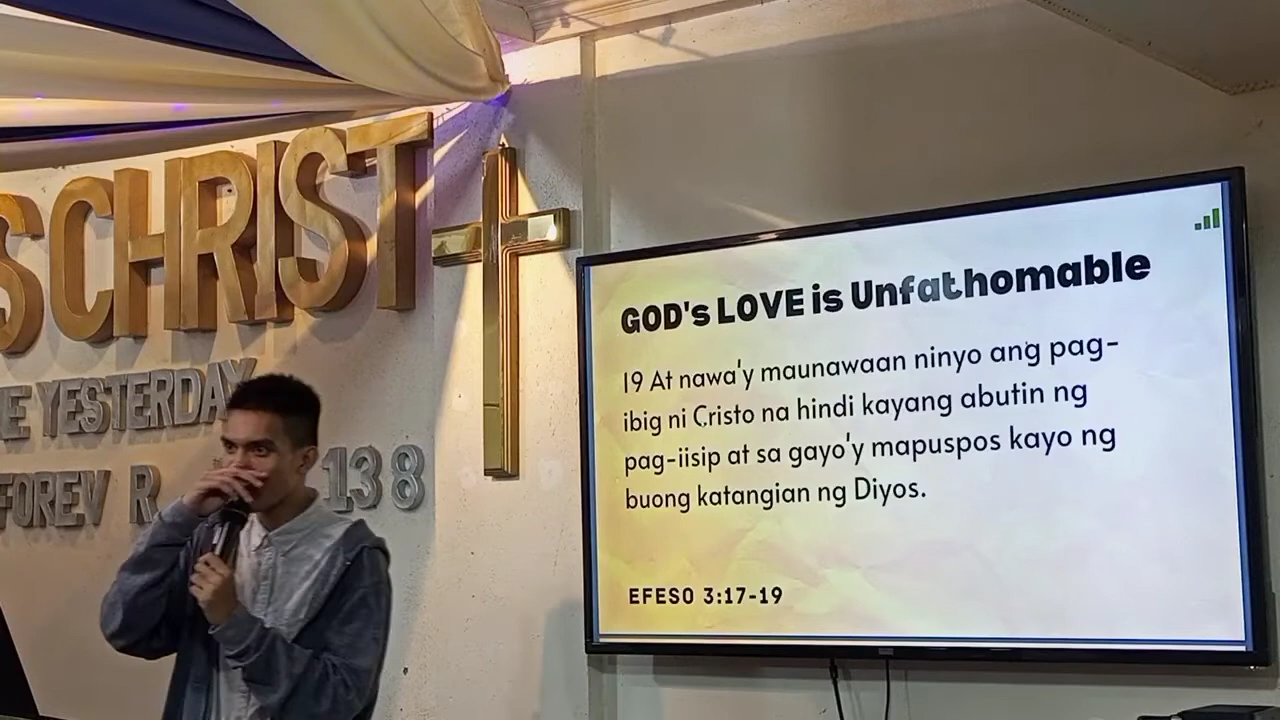 S CHRIST
E YESTERDAY
FOREV R
138
GOD's LOVE is Unfathomable
19 At nawa'y maunawaan ninyo ang pag-
ibig ni Cristo na hindi kayang abutin ng
pag-iisip at sa gayo'y mapuspos kayo ng
buong katangian ng Diyos.
EFESO 3:17-19